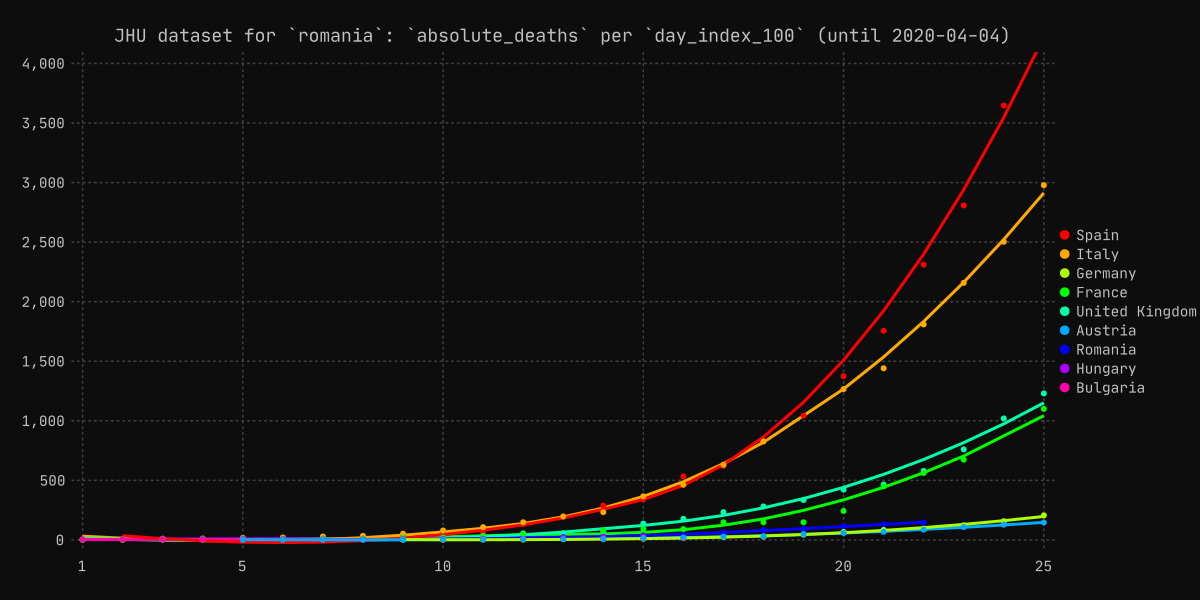 JHU dataset for `romania`: `absolute_deaths` per `day_index_100` (until 2020-04-04)
4,000
3,500
3,000
2,500
2,000
1,500
1,000
500
0
1 5 10 15 20 25
Spain
Italy
Germany
France
United Kingdom
Austria
Romania
Hungary
Bulgaria